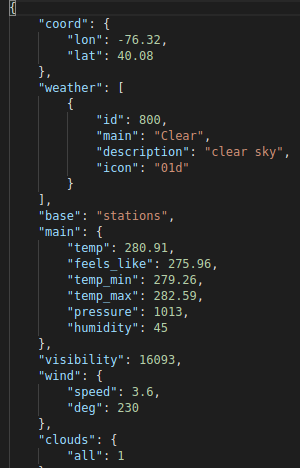 {
    "coord": {
        "lon": -76.32,
        "lat": 40.08
    },
    "weather": [
        {
            "id": 800,
            "main": "Clear",
            "description": "clear sky",
            "icon": "01d"
        }
    ],
    "base": "stations",
    "main": {
        "temp": 280.91,
        "feels_like": 275.96,
        "temp_min": 279.26,
        "temp_max": 282.59,
        "pressure": 1013,
        "humidity": 45
    },
    "visibility": 16093,
    "wind": {
        "speed": 3.6,
        "deg": 230
    },
    "clouds": {
        "all": 1